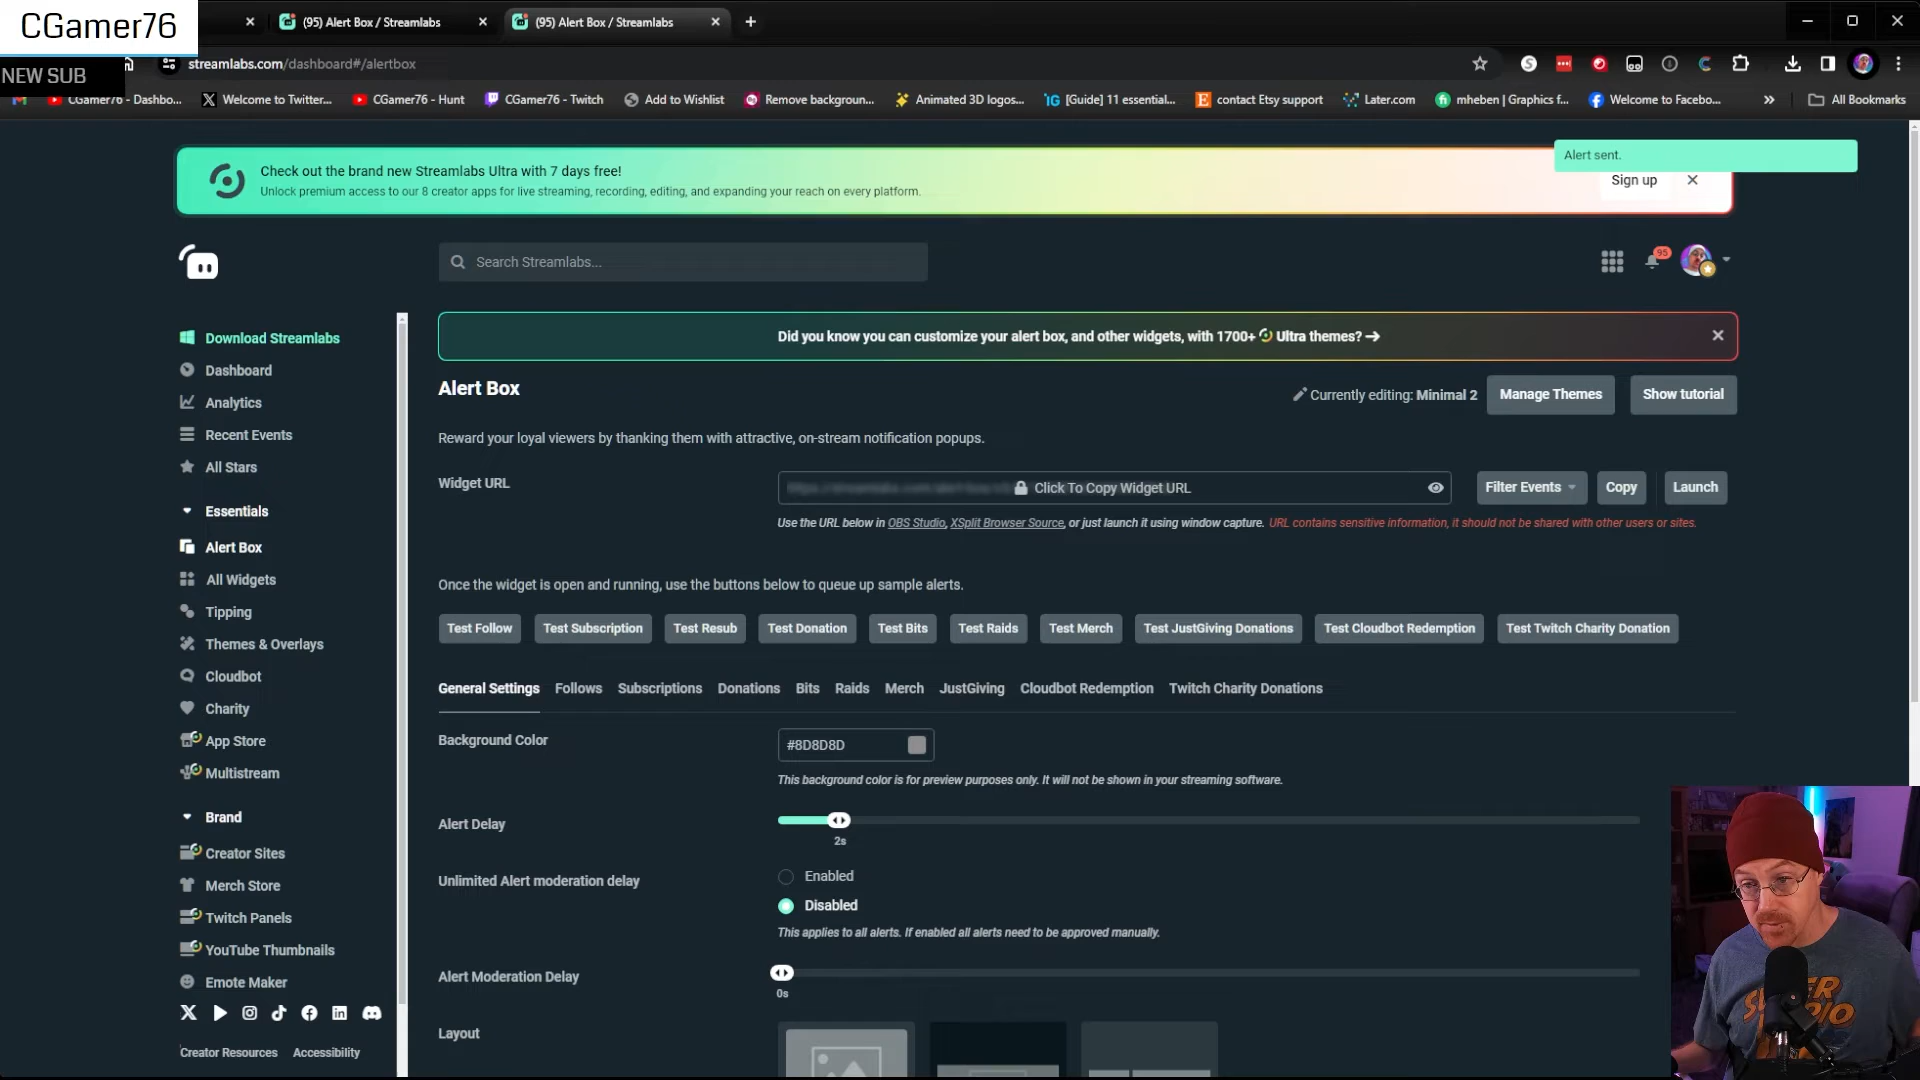 CGamer76
NEW SUB
(95) Alert Box / Streamlabs
(95) Alert Box / Streamlabs
streamlabs.com/dashboard#/alertbox
CGamer76 - Dashbo...
Welcome to Twitter...
CGamer76 - Hunt
CGamer76 - Twitch
Add to Wishlist
Remove backgroun...
Animated 3D logos...
[Guide] 11 essential...
contact Etsy support
Later.com
mheben | Graphics f...
Welcome to Facebo...
All Bookmarks
Check out the brand new Streamlabs Ultra with 7 days free!
Unlock premium access to our 8 creator apps for live streaming, recording, editing, and expanding your reach on every platform.
Alert sent.
Sign up
Search Streamlabs...
95
Download Streamlabs
Dashboard
Analytics
Recent Events
All Stars
Essentials
Alert Box
All Widgets
Tipping
Themes & Overlays
Cloudbot
Charity
App Store
Multistream
Brand
Creator Sites
Merch Store
Twitch Panels
YouTube Thumbnails
Emote Maker
Creator Resources
Accessibility
Did you know you can customize your alert box, and other widgets, with 1700+ Ultra themes? →
Alert Box
Currently editing: Minimal 2
Manage Themes
Show tutorial
Reward your loyal viewers by thanking them with attractive, on-stream notification popups.
Widget URL
Click To Copy Widget URL
Filter Events
Copy
Launch
Use the URL below in OBS Studio, XSplit Browser Source, or just launch it using window capture. URL contains sensitive information, it should not be shared with other users or sites.
Once the widget is open and running, use the buttons below to queue up sample alerts.
Test Follow
Test Subscription
Test Resub
Test Donation
Test Bits
Test Raids
Test Merch
Test JustGiving Donations
Test Cloudbot Redemption
Test Twitch Charity Donation
General Settings
Follows
Subscriptions
Donations
Bits
Raids
Merch
JustGiving
Cloudbot Redemption
Twitch Charity Donations
Background Color
#8D8D8D
This background color is for preview purposes only. It will not be shown in your streaming software.
Alert Delay
2s
Unlimited Alert moderation delay
Enabled
Disabled
This applies to all alerts. If enabled all alerts need to be approved manually.
Alert Moderation Delay
0s
Layout